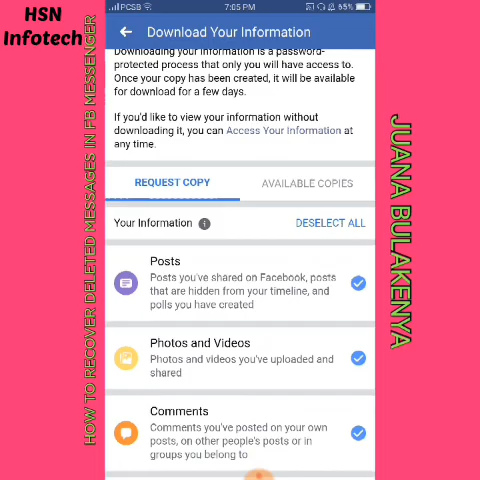 HSN
Infotech
HOW TO RECOVER DELETED MESSAGES IN FB MESSENGER
PCSB
7:05 PM
65%
Download Your Information
Downloading your information is a password-
protected process that only you will have access to.
Once your copy has been created, it will be available
for download for a few days.
If you'd like to view your information without
downloading it, you can Access Your Information at
any time.
REQUEST COPY
AVAILABLE COPIES
Your Information
DESELECT ALL
Posts
Posts you've shared on Facebook, posts
that are hidden from your timeline, and
polls you have created
Photos and Videos
Photos and videos you've uploaded and
shared
Comments
Comments you've posted on your own
posts, on other people's posts or in
groups you belong to
JUANA BULAKENYA